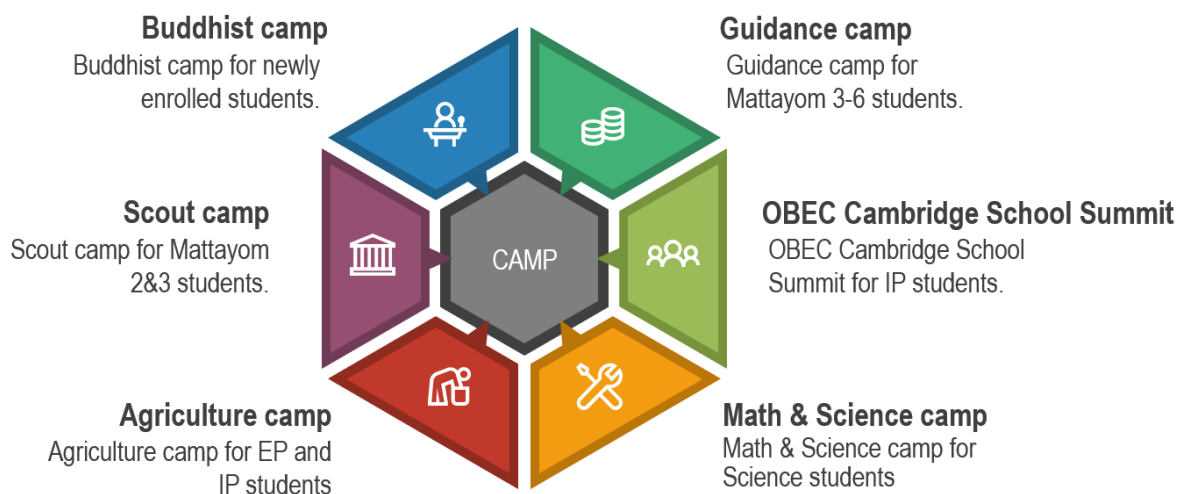 Buddhist camp
Buddhist camp for newly
enrolled students.
Guidance camp
Guidance camp for
Mattayom 3-6 students.
Scout camp
Scout camp for Mattayom
2&3 students.
CAMP
OBEC Cambridge School Summit
OBEC Cambridge School
Summit for IP students.
Agriculture camp
Agriculture camp for EP and
IP students
Math & Science camp
Math & Science camp for
Science students